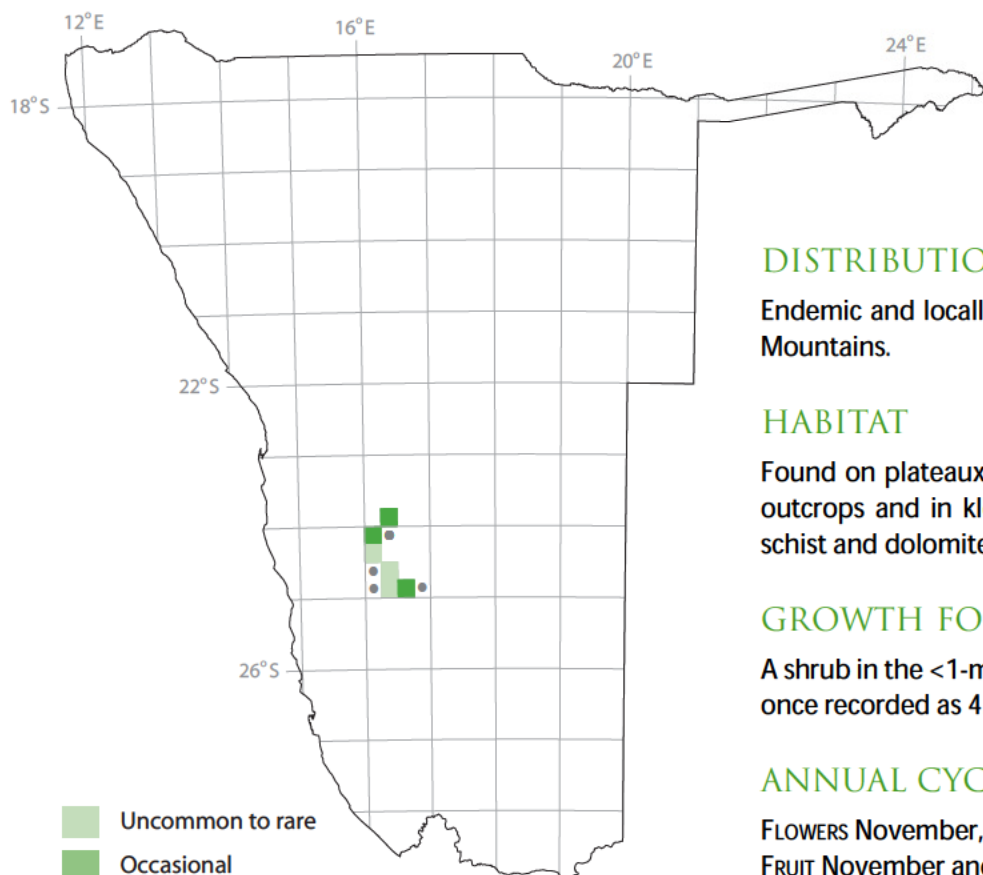 12°E
16°E
20°E
24°E
18°S
22°S
26°S
Uncommon to rare
Occasional
DISTRIBUTIO
Endemic and locall
Mountains.
HABITAT
Found on plateaux
outcrops and in kl
schist and dolomite
GROWTH FO
A shrub in the <1-m
once recorded as 4
ANNUAL CYC
FLOWERS November,
FRUIT November and